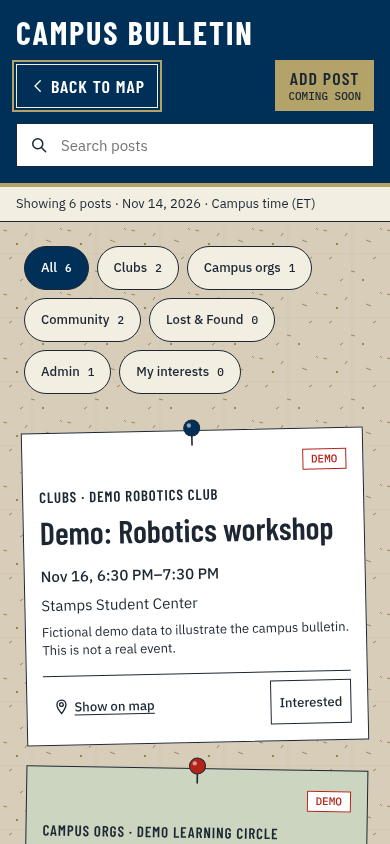 CAMPUS BULLETIN
BACK TO MAP
ADD POST
COMING SOON
Search posts
Showing 6 posts · Nov 14, 2026 · Campus time (ET)
All 6
Clubs 2
Campus orgs 1
Community 2
Lost & Found 0
Admin 1
My interests 0
DEMO
CLUBS · DEMO ROBOTICS CLUB
Demo: Robotics workshop
Nov 16, 6:30 PM–7:30 PM
Stamps Student Center
Fictional demo data to illustrate the campus bulletin.
This is not a real event.
Show on map
Interested
DEMO
CAMPUS ORGS · DEMO LEARNING CIRCLE